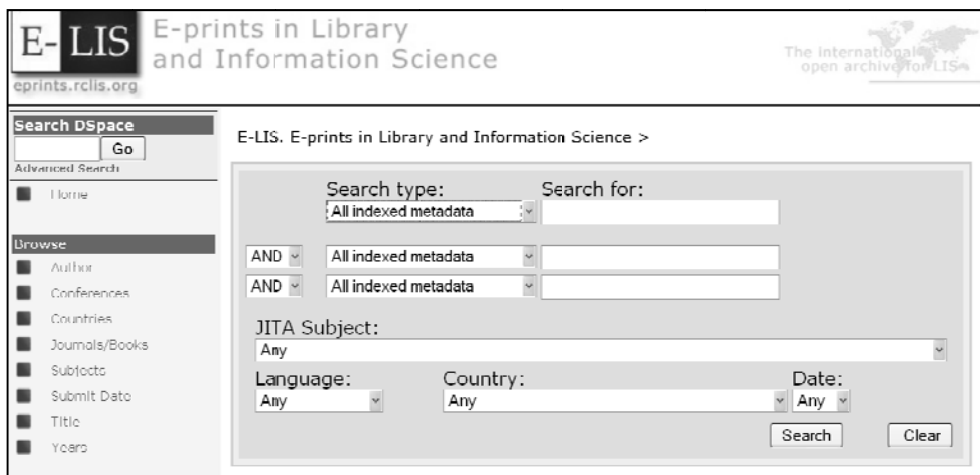 E-LIS
eprints.rclis.org
E-prints in Library
and Information Science
The international
open archive for LIS
Search DSpace
Go
Advanced Search
Home
Browse
Author
Conferences
Countries
Journals/Books
Subjects
Submit Date
Title
Years
E-LIS. E-prints in Library and Information Science >
Search type: Search for:
All indexed metadata
AND All indexed metadata
AND All indexed metadata
JITA Subject:
Any
Language: Country: Date:
Any Any Any
Search Clear